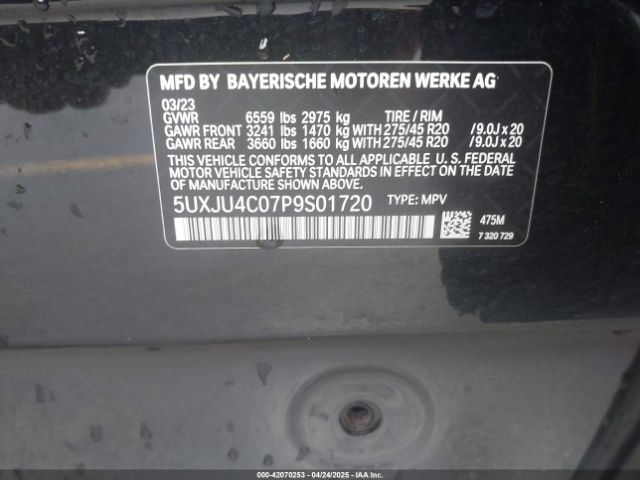 MFD BY BAYERISCHE MOTOREN WERKE AG
03/23
GVWR 6559 lbs 2975 kg TIRE / RIM
GAWR FRONT 3241 lbs 1470 kg WITH 275/45 R20 / 9.0J x 20
GAWR REAR 3660 lbs 1660 kg WITH 275/45 R20 / 9.0J x 20
THIS VEHICLE CONFORMS TO ALL APPLICABLE U. S. FEDERAL
MOTOR VEHICLE SAFETY STANDARDS IN EFFECT ON THE DATE
OF MANUFACTURE SHOWN ABOVE.
5UXJU4C07P9S01720 TYPE: MPV
475M
7 320 729
000-42070253 - 04/24/2025 - IAAI.COM